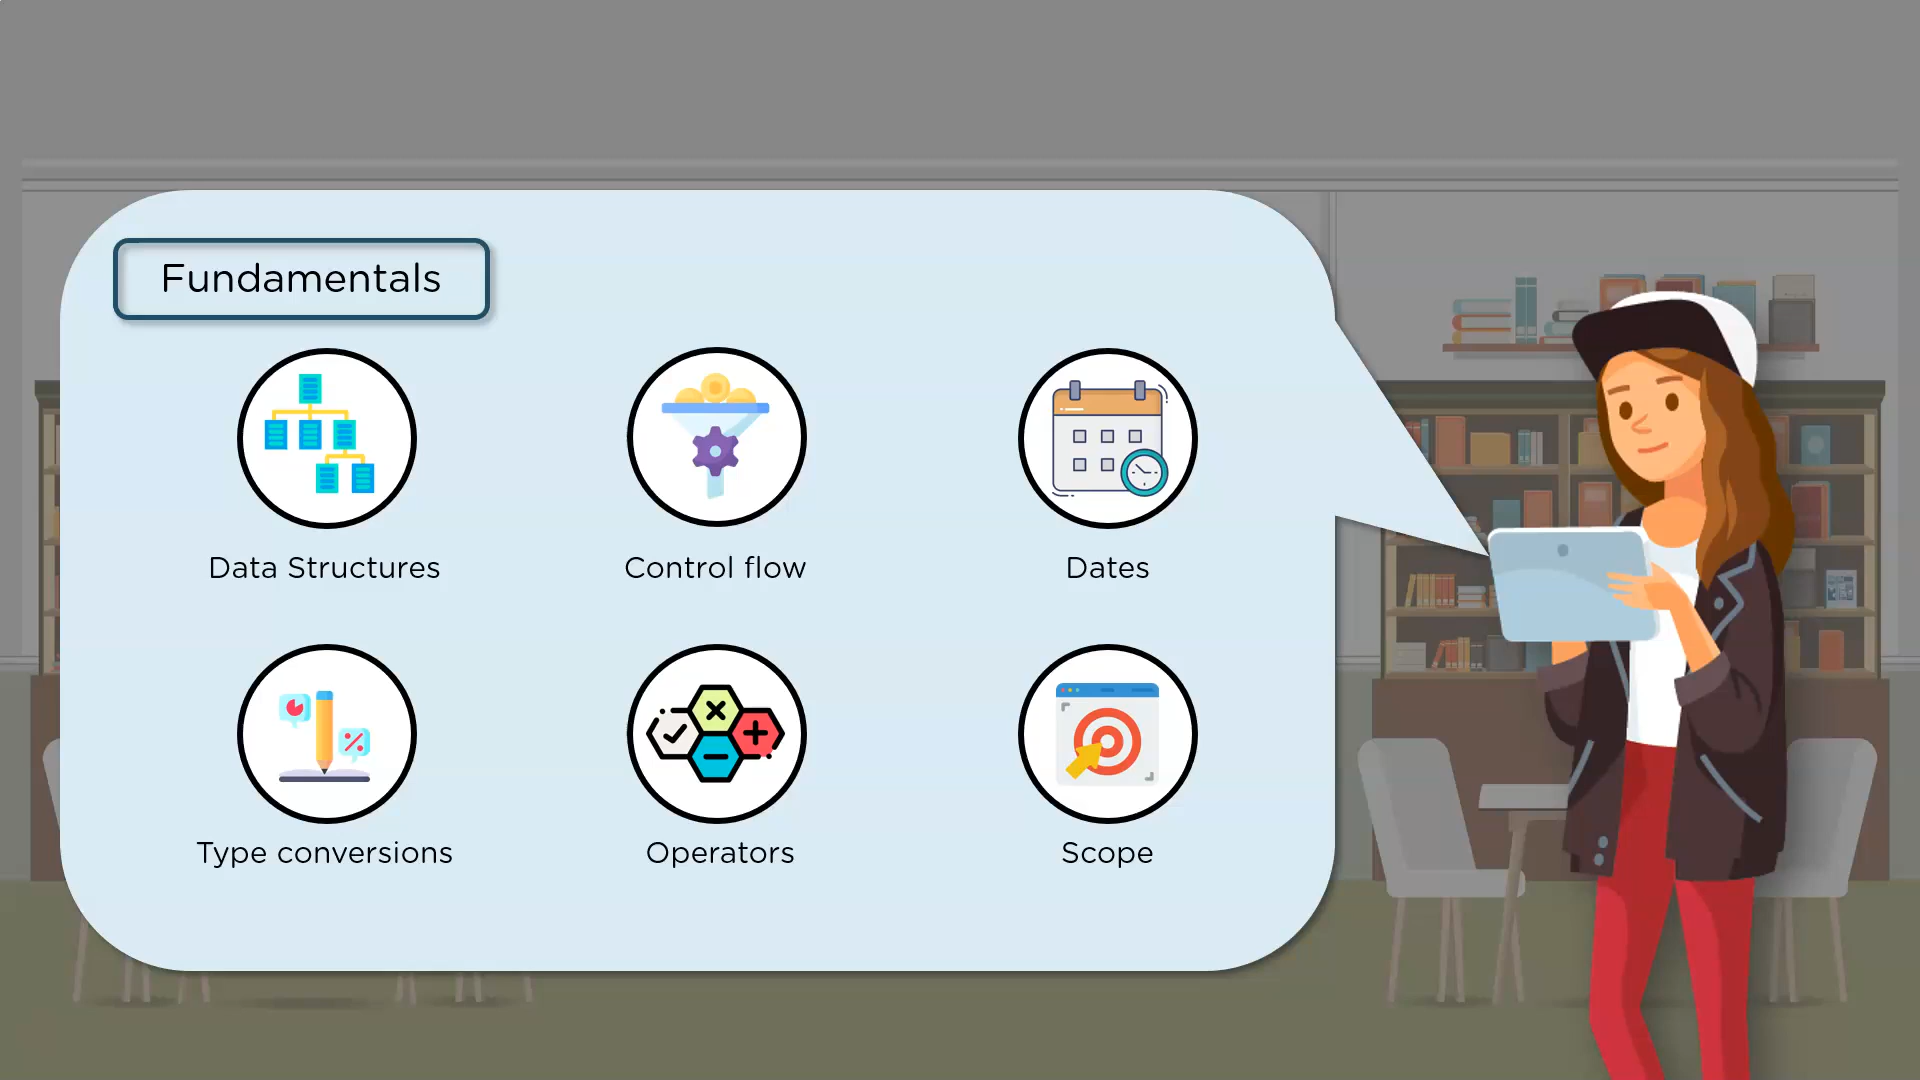 Fundamentals
Data Structures
Control flow
Dates
Type conversions
Operators
Scope